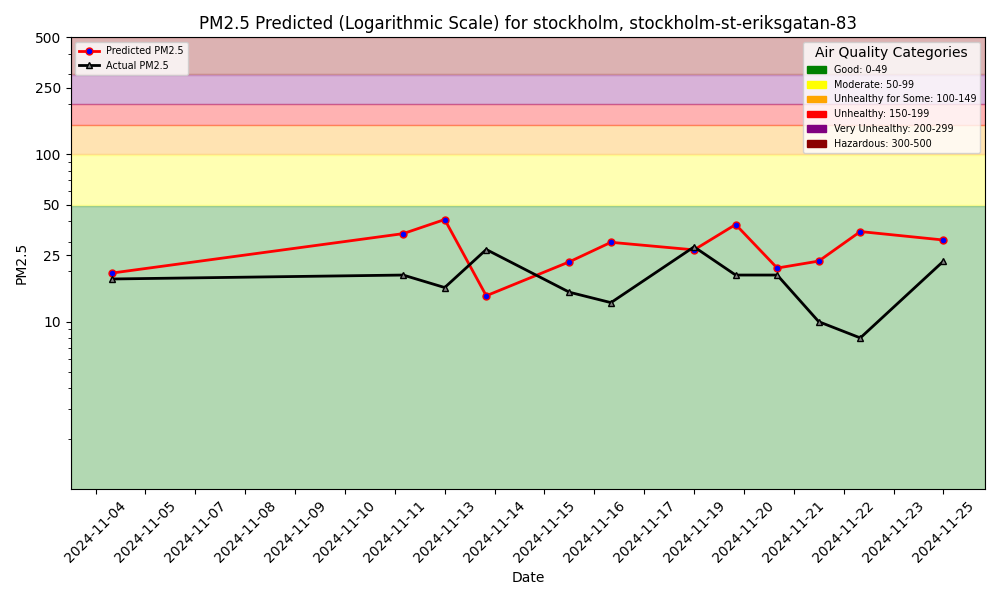 PM2.5 Predicted (Logarithmic Scale) for stockholm, stockholm-st-eriksgatan-83
500
250
100
50
25
10
PM2.5
Predicted PM2.5
Actual PM2.5
Air Quality Categories
Good: 0-49
Moderate: 50-99
Unhealthy for Some: 100-149
Unhealthy: 150-199
Very Unhealthy: 200-299
Hazardous: 300-500
2024-11-04
2024-11-05
2024-11-07
2024-11-08
2024-11-09
2024-11-10
2024-11-11
2024-11-13
2024-11-14
2024-11-15
2024-11-16
2024-11-17
2024-11-19
2024-11-20
2024-11-21
2024-11-22
2024-11-23
2024-11-25
Date